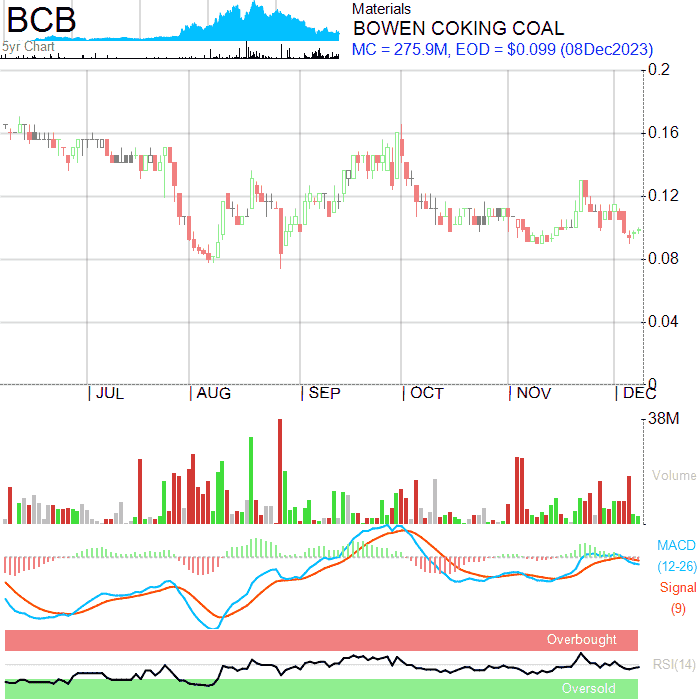 BCB
5yr Chart
Materials
BOWEN COKING COAL
MC = 275.9M, EOD = $0.099 (08Dec2023)
0.2
0.16
0.12
0.08
0.04
0
JUL AUG SEP OCT NOV DEC
38M
Volume
MACD
(12-26)
Signal
(9)
Overbought
RSI(14)
Oversold